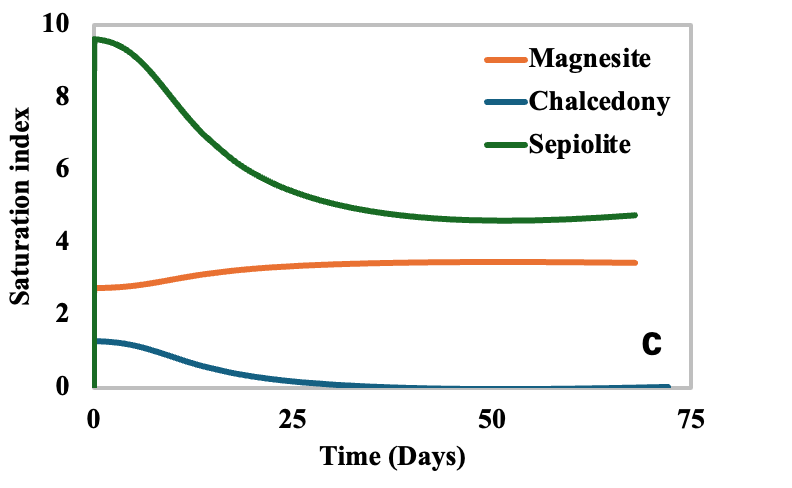 10
8
6
4
2
0
Saturation index
Magnesite
Chalcedony
Sepiolite
C
0 25 50 75
Time (Days)